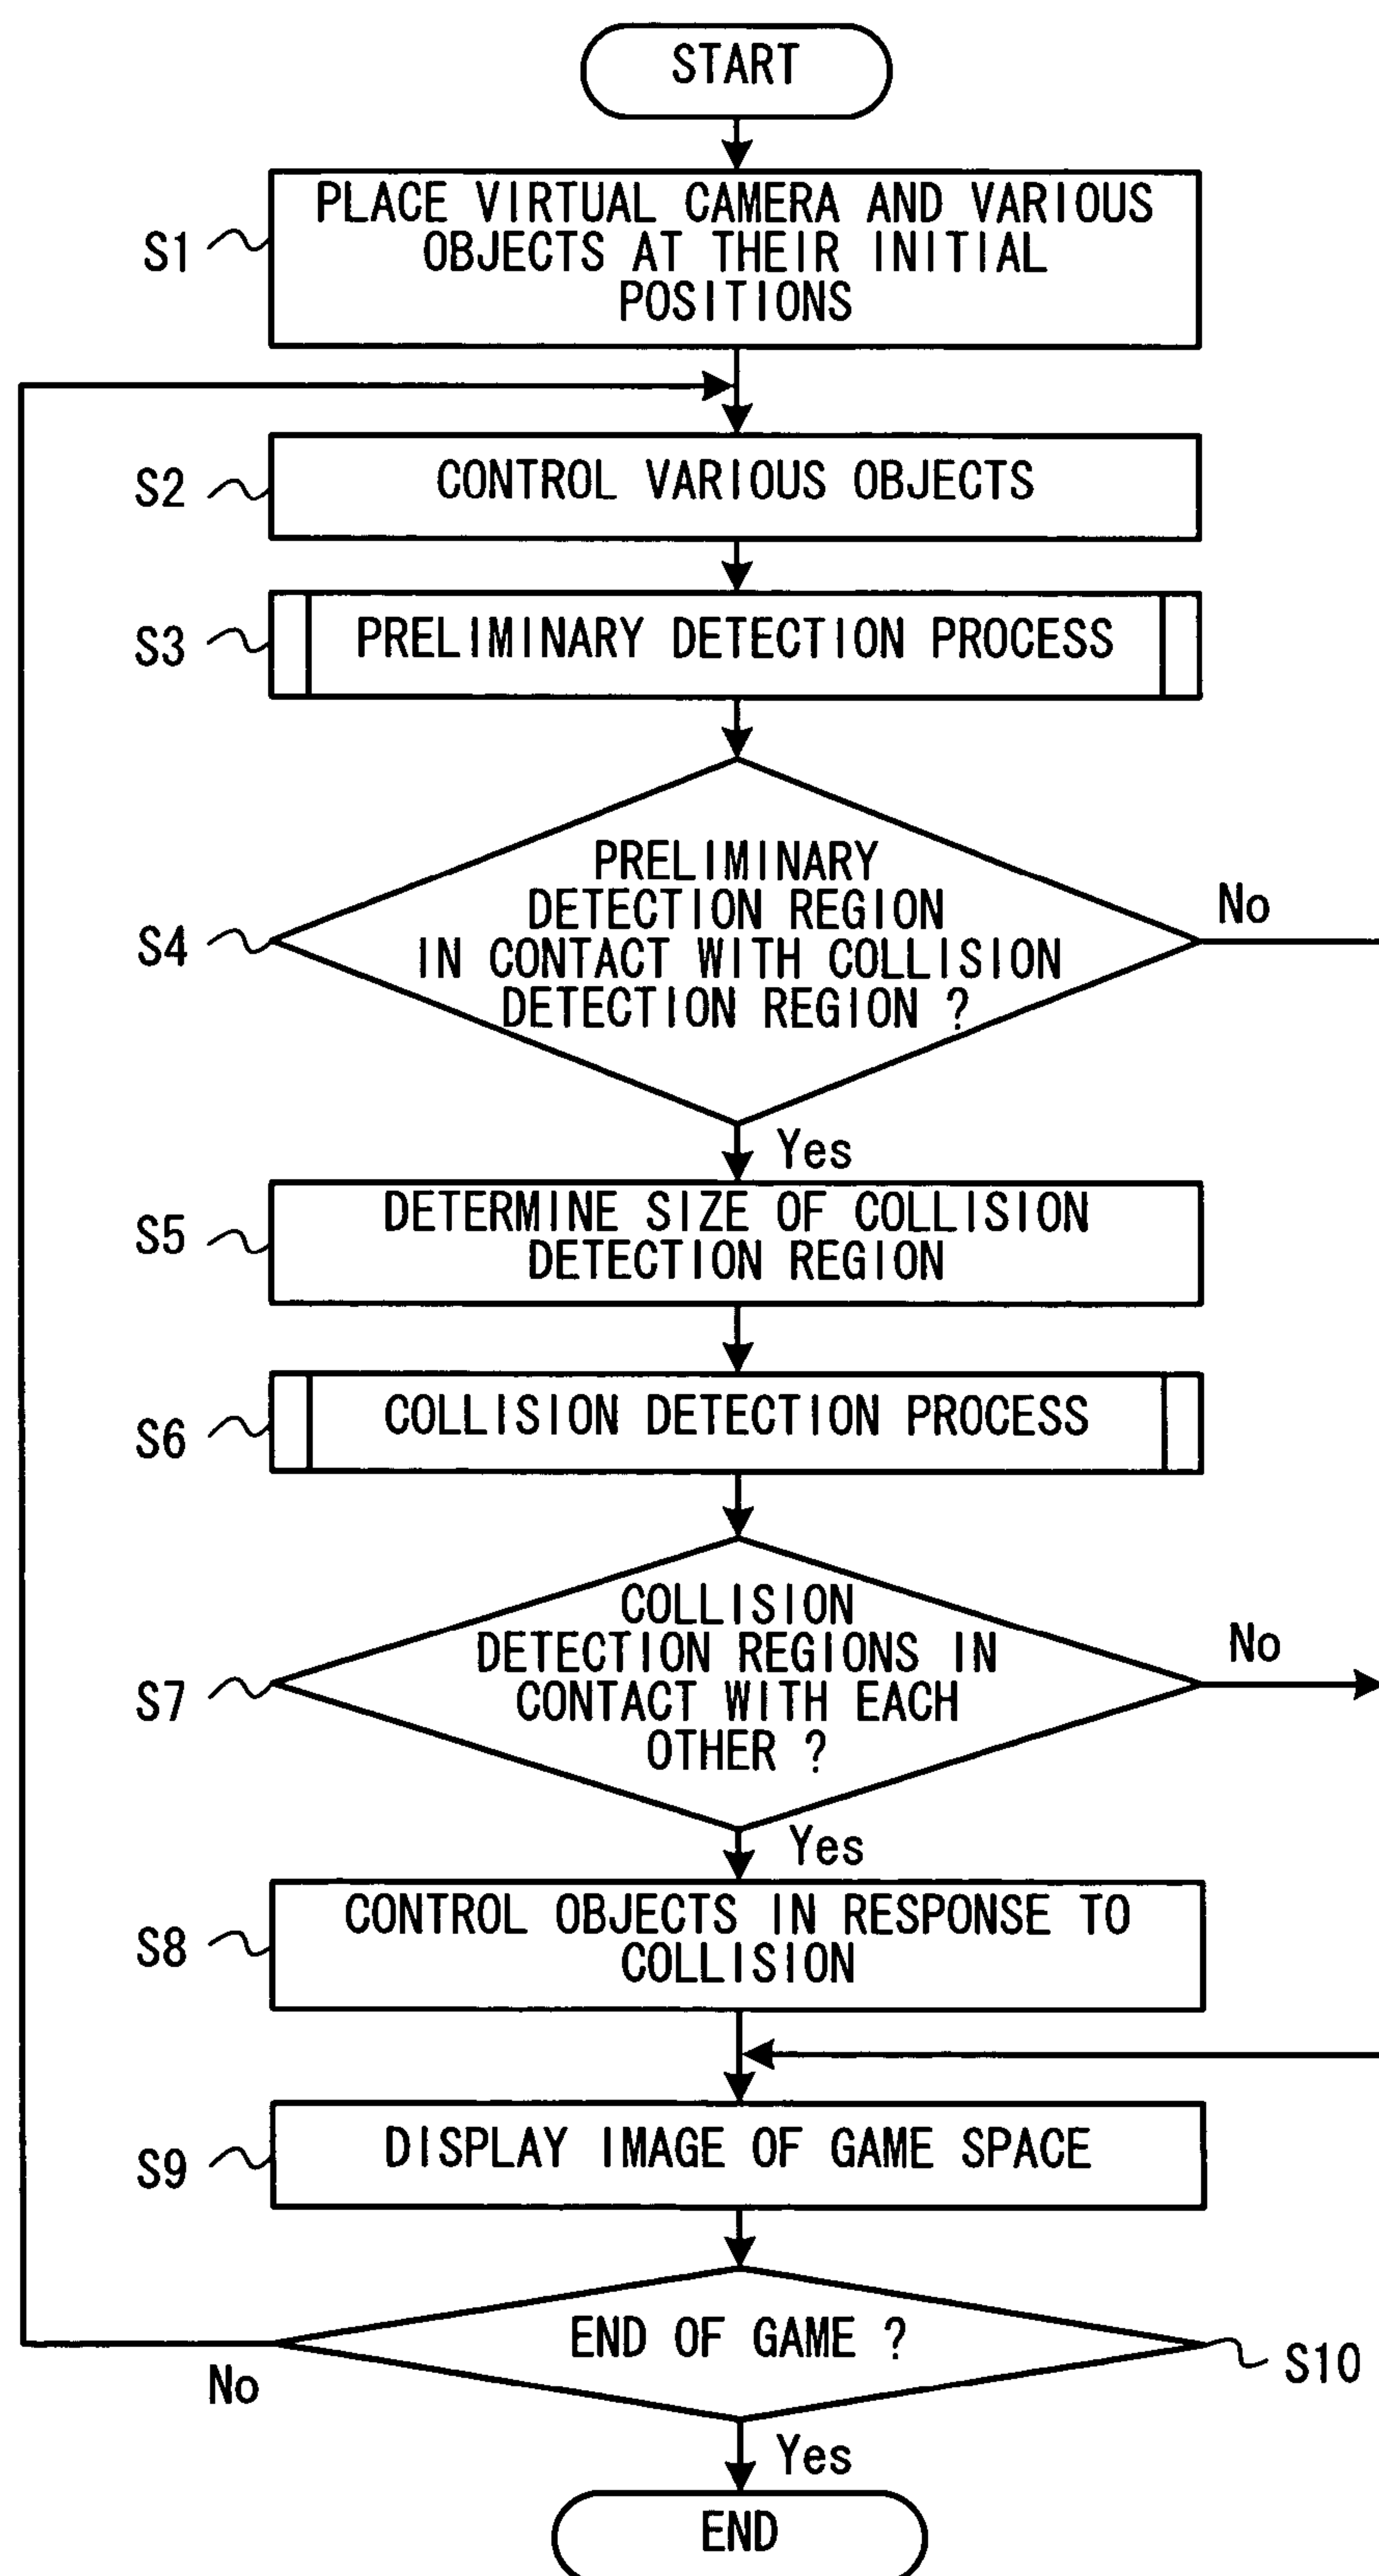 START
S1
PLACE VIRTUAL CAMERA AND VARIOUS
OBJECTS AT THEIR INITIAL
POSITIONS
S2
CONTROL VARIOUS OBJECTS
S3
PRELIMINARY DETECTION PROCESS
S4
PRELIMINARY
DETECTION REGION
IN CONTACT WITH COLLISION
DETECTION REGION ?
No
Yes
S5
DETERMINE SIZE OF COLLISION
DETECTION REGION
S6
COLLISION DETECTION PROCESS
S7
COLLISION
DETECTION REGIONS IN
CONTACT WITH EACH
OTHER ?
No
Yes
S8
CONTROL OBJECTS IN RESPONSE TO
COLLISION
S9
DISPLAY IMAGE OF GAME SPACE
END OF GAME ?
S10
No
Yes
END